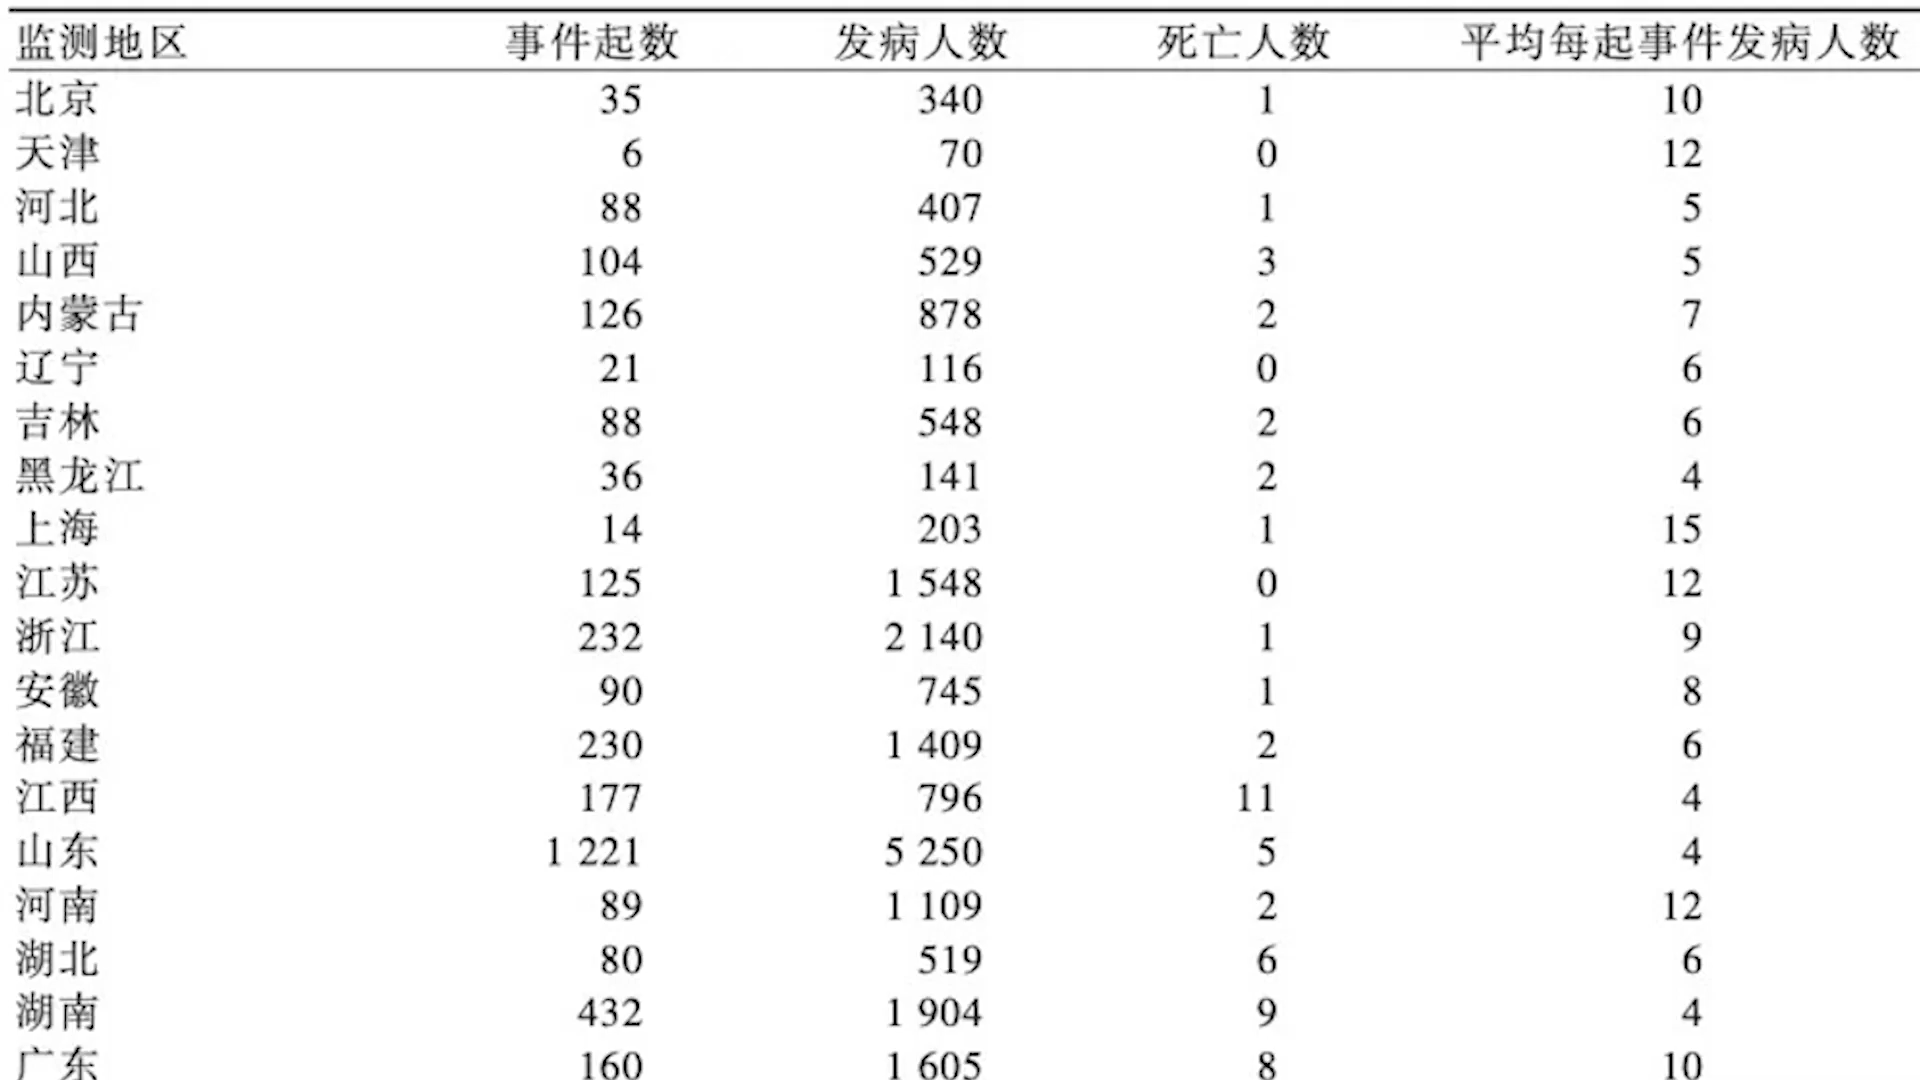 监测地区 事件起数 发病人数 死亡人数 平均每起事件发病人数
北京 35 340 1 10
天津 6 70 0 12
河北 88 407 1 5
山西 104 529 3 5
内蒙古 126 878 2 7
辽宁 21 116 0 6
吉林 88 548 2 6
黑龙江 36 141 2 4
上海 14 203 1 15
江苏 125 1 548 0 12
浙江 232 2 140 1 9
安徽 90 745 1 8
福建 230 1 409 2 6
江西 177 796 11 4
山东 1 221 5 250 5 4
河南 89 1 109 2 12
湖北 80 519 6 6
湖南 432 1 904 9 4
广东 160 1 605 8 10